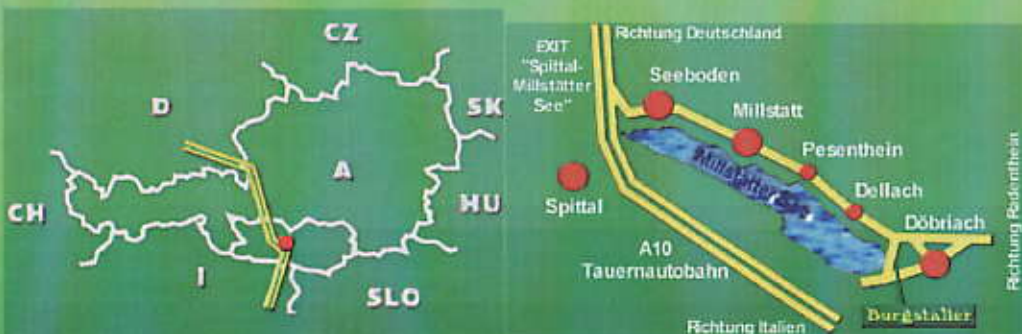 CZ
D
SK
A
CH
HU
I
SLO
Richtung Deutschland
EXIT
"Spittal-
Millstätter
See"
Seeboden
Millstatt
Pesenthein
Millstätter See
Dellach
Spittal
Döbriach
Richtung Radenthein
A10
Tauernautobahn
Burgstaller
Richtung Italien